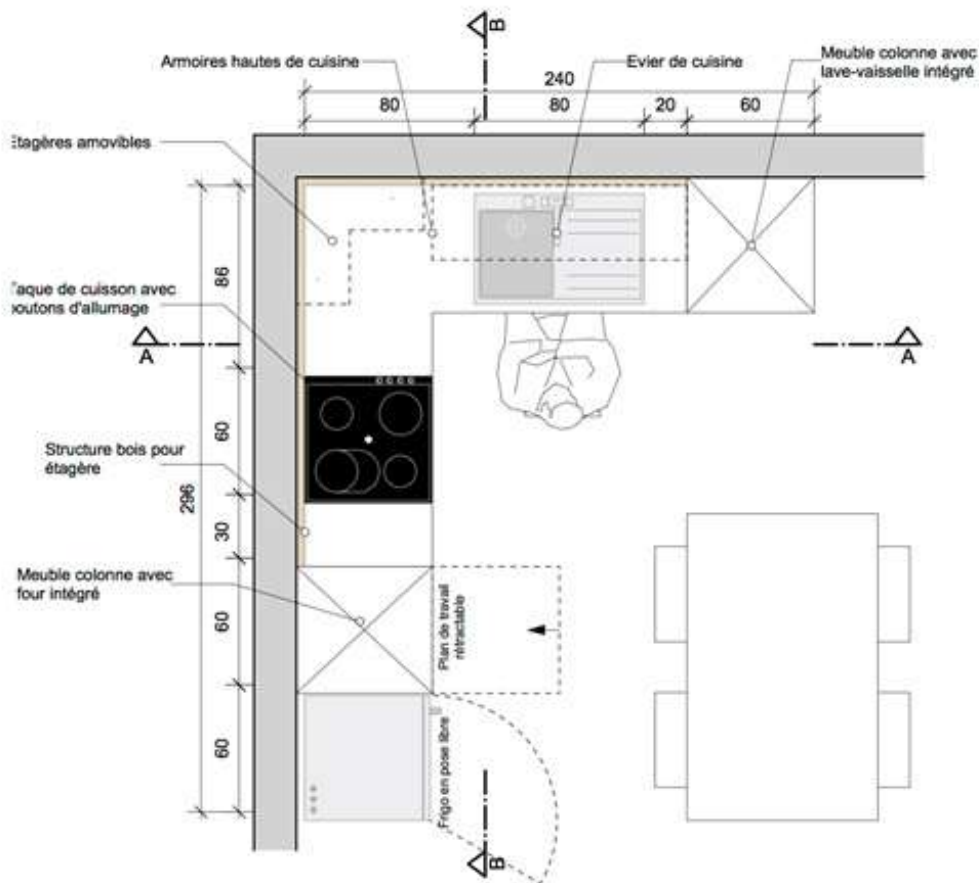 B
Armoires hautes de cuisine
Evier de cuisine
Meuble colonne avec
lave-vaisselle intégré
240
80
80
20
60
tagères amovibles
86
aque de cuisson avec
outons d'allumage
A
A
60
Structure bois pour
étagère
296
30
Meuble colonne avec
four intégré
60
Plan de travail
rétractable
60
Frigo en pose libre
B